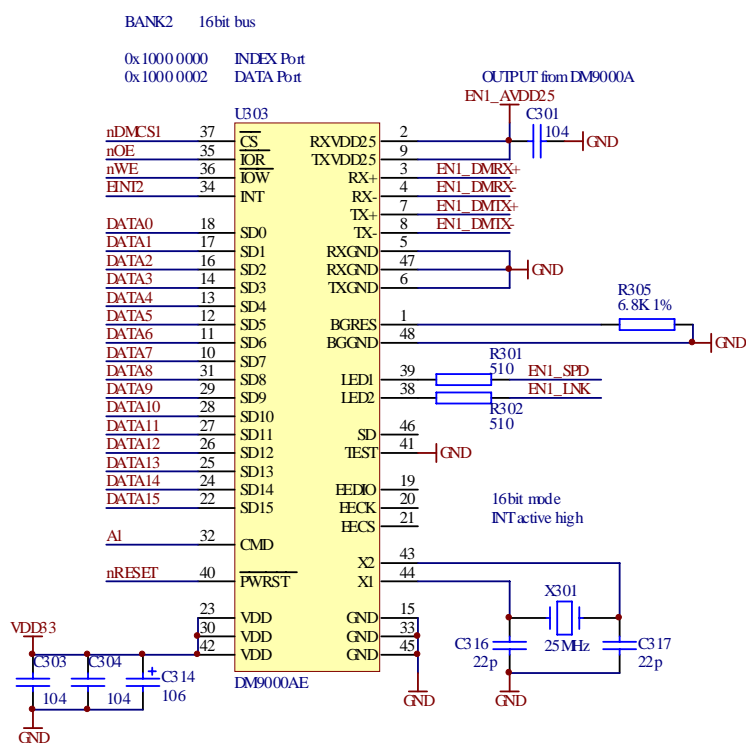 BANK2 16bit bus
0x1000 0000 INDEX Port
0x1000 0002 DATA Port
OUTPUT from DM9000A
EN1_AVDD25
C301
104
GND
U303
nDMCS1 37 CS RXVDD25 2
nOE 35 IOR TXVDD25 9
nWE 36 IOW RX+ 3 EN1_DMRX+
EINT2 34 INT RX- 4 EN1_DMRX-
TX+ 7 EN1_DMTX+
DATA0 18 SD0 TX- 8 EN1_DMTX-
DATA1 17 SD1 RXGND 5
DATA2 16 SD2 RXGND 47 GND
DATA3 14 SD3 TXGND 6
DATA4 13 SD4
R305
6.8K 1%
DATA5 12 SD5 BGRES 1
DATA6 11 SD6 BGGND 48 GND
DATA7 10 SD7
R301
510
DATA8 31 SD8 LED1 39 EN1_SPD
DATA9 29 SD9 LED2 38 EN1_LNK
R302
510
DATA10 28 SD10
DATA11 27 SD11 SD 46
DATA12 26 SD12 TEST 41 GND
DATA13 25 SD13
DATA14 24 SD14 EEDIO 19
DATA15 22 SD15 EECK 20
EECS 21
16bit mode
INT active high
A1 32 CMD
X2 43
nRESET 40 PWRST X1 44
X301
25MHz
C316
22p
C317
22p
GND
23 VDD GND 15
30 VDD GND 33
42 VDD GND 45
GND
VDD33
C303
104
C304
104
+
C314
106
GND
DM9000AE